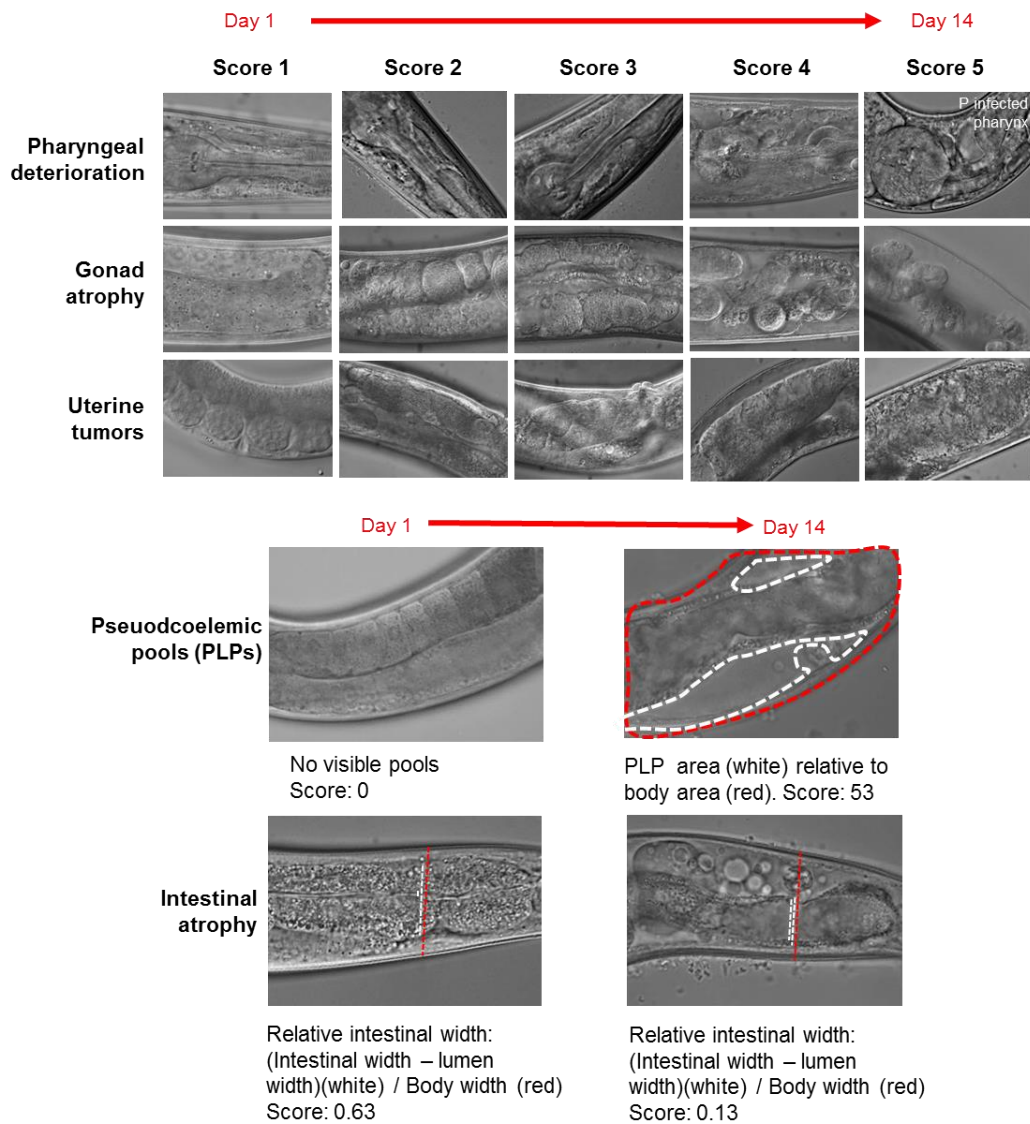 Day 1
Day 14
Score 1
Score 2
Score 3
Score 4
Score 5
Pharyngeal
deterioration
P infected
pharynx
Gonad
atrophy
Uterine
tumors
Day 1
Day 14
Pseuodcoelemic
pools (PLPs)
No visible pools
Score: 0
PLP area (white) relative to
body area (red). Score: 53
Intestinal
atrophy
Relative intestinal width:
(Intestinal width – lumen
width)(white) / Body width (red)
Score: 0.63
Relative intestinal width:
(Intestinal width – lumen
width)(white) / Body width (red)
Score: 0.13